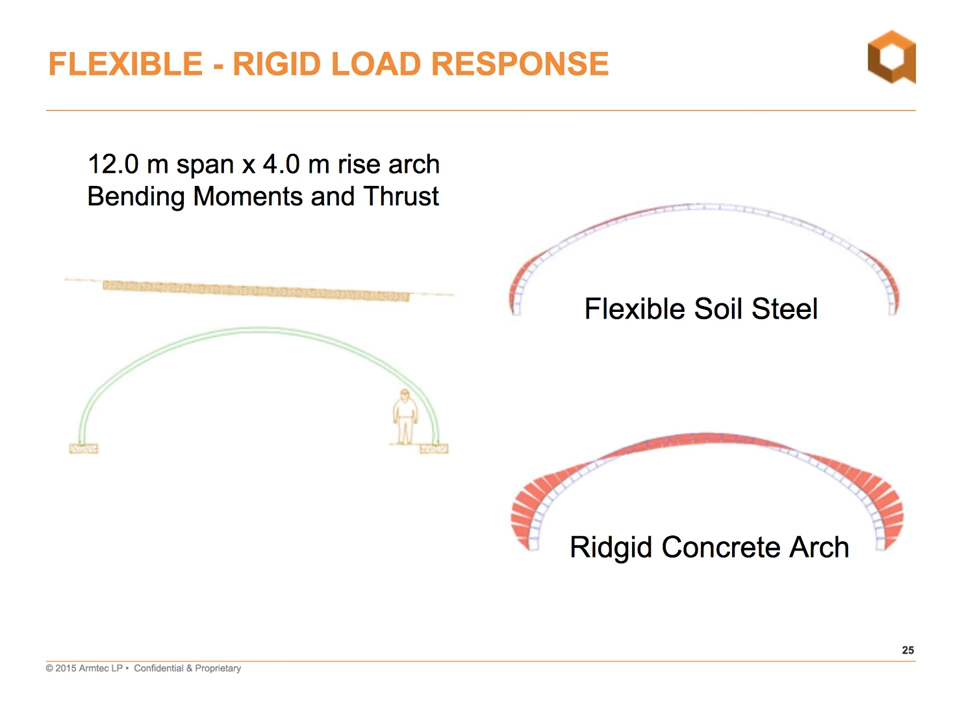 FLEXIBLE - RIGID LOAD RESPONSE
12.0 m span x 4.0 m rise arch
Bending Moments and Thrust
Flexible Soil Steel
Ridgid Concrete Arch
25
© 2015 Armtec LP • Confidential & Proprietary